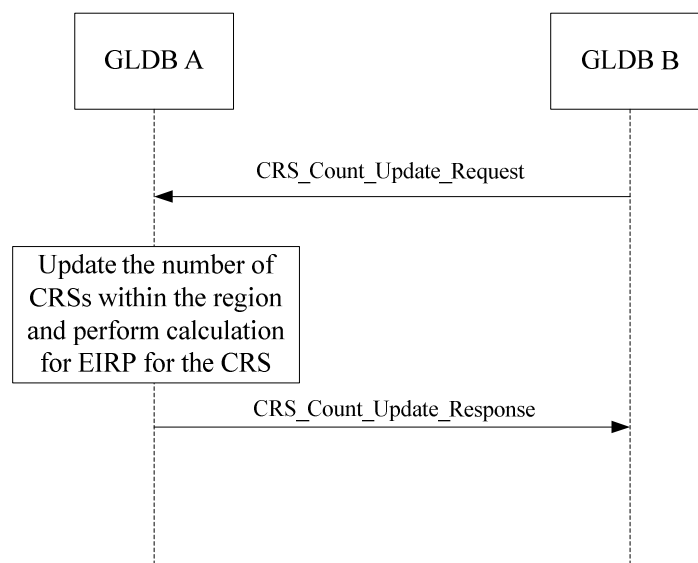 GLDB A
GLDB B
CRS_Count_Update_Request
Update the number of
CRSs within the region
and perform calculation
for EIRP for the CRS
CRS_Count_Update_Response